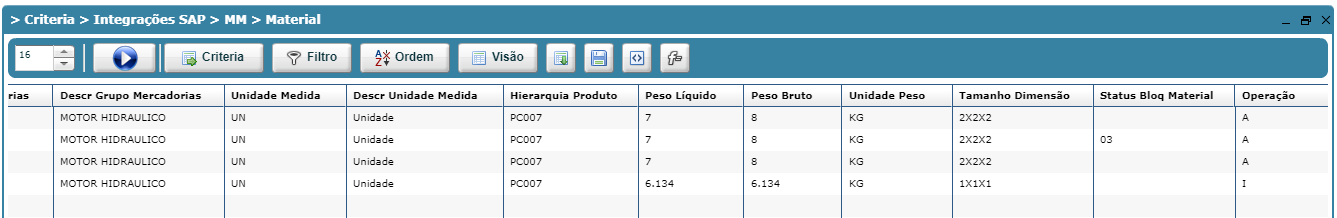 > Criteria > Integrações SAP > MM > Material
16 Criteria Filtro Ordem Visão
rias Descr Grupo Mercadorias Unidade Medida Descr Unidade Medida Hierarquia Produto Peso Líquido Peso Bruto Unidade Peso Tamanho Dimensão Status Bloq Material Operação
MOTOR HIDRAULICO UN Unidade PC007 7 8 KG 2X2X2 A
MOTOR HIDRAULICO UN Unidade PC007 7 8 KG 2X2X2 03 A
MOTOR HIDRAULICO UN Unidade PC007 7 8 KG 2X2X2 A
MOTOR HIDRAULICO UN Unidade PC007 6.134 6.134 KG 1X1X1 I